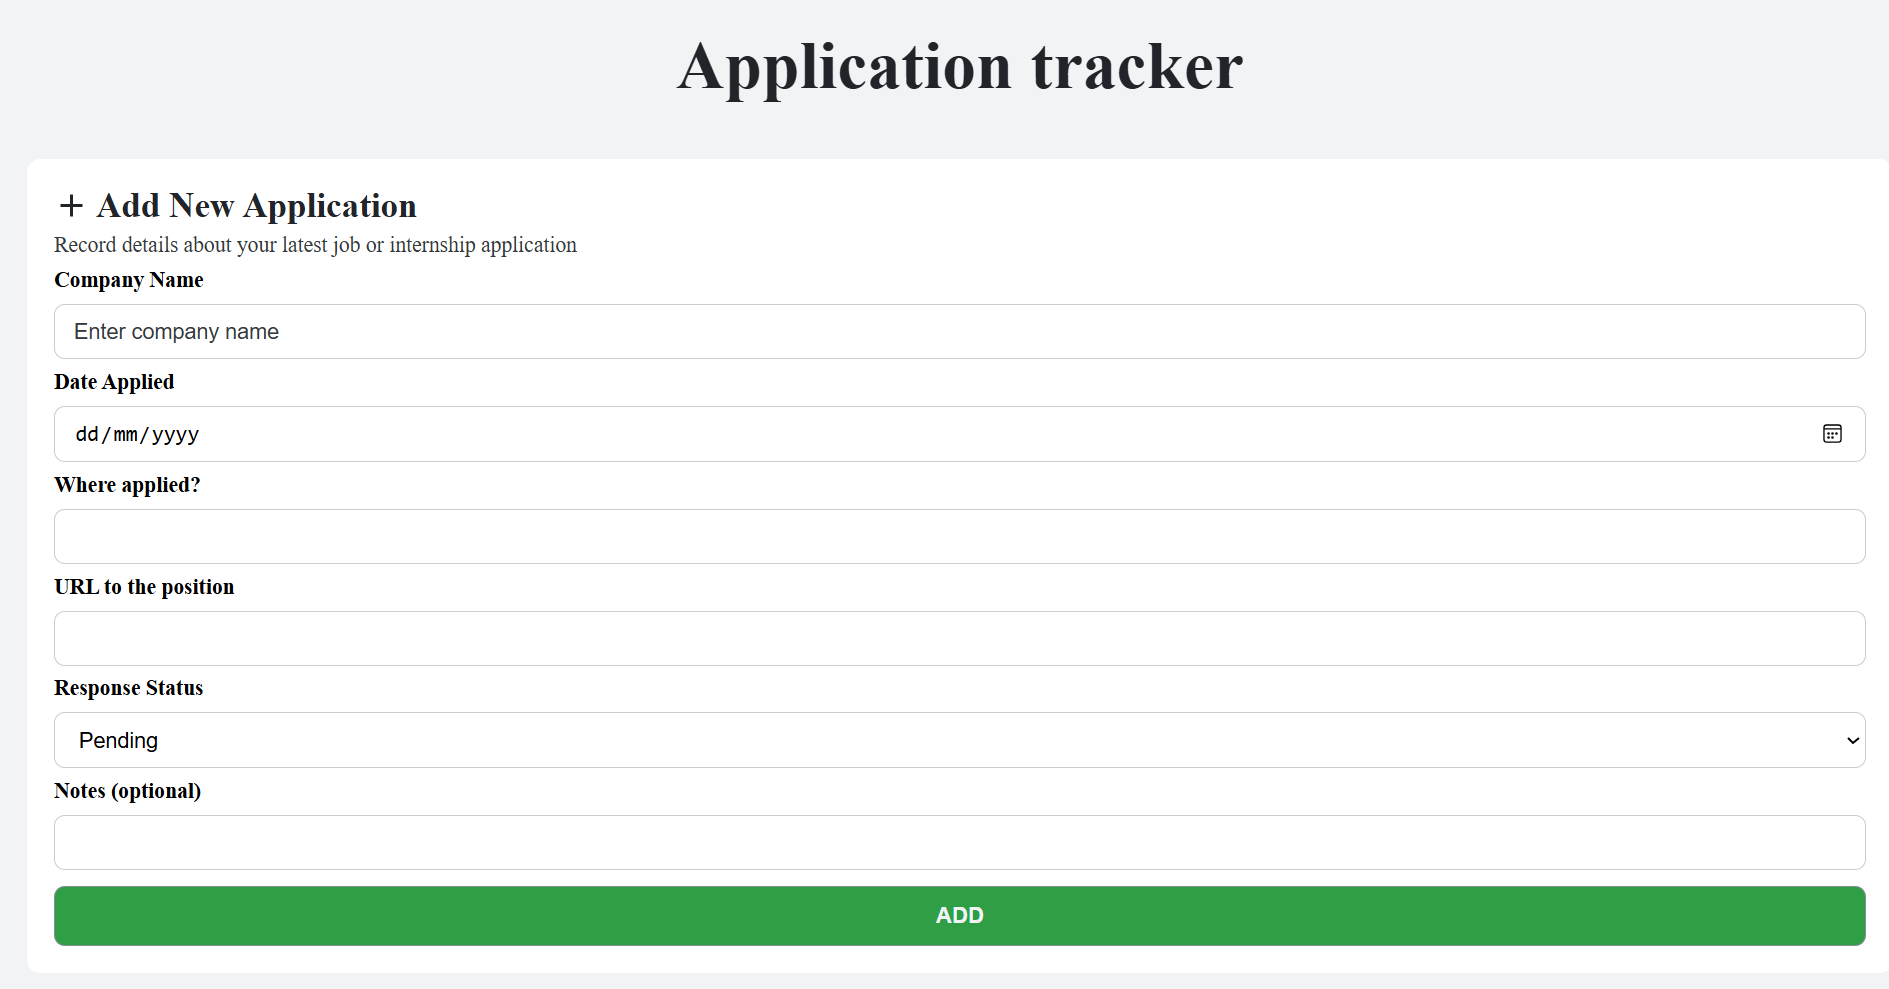 Application tracker
+ Add New Application
Record details about your latest job or internship application
Company Name
Enter company name
Date Applied
dd/mm/yyyy
Where applied?
URL to the position
Response Status
Pending
Notes (optional)
ADD